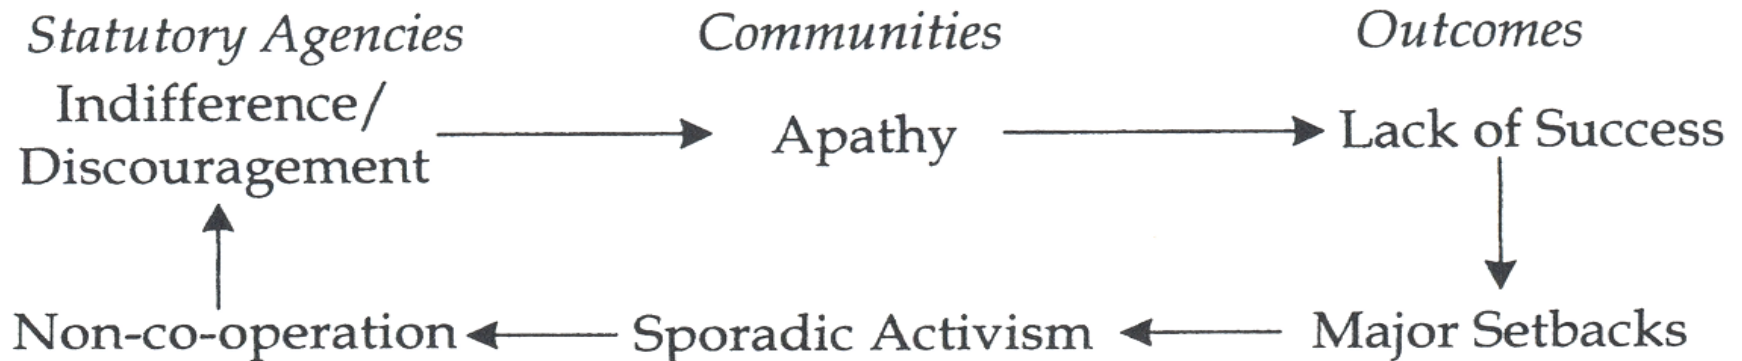 Statutory Agencies Communities Outcomes
Indifference/
Discouragement
Apathy
Lack of Success
Non-co-operation Sporadic Activism Major Setbacks